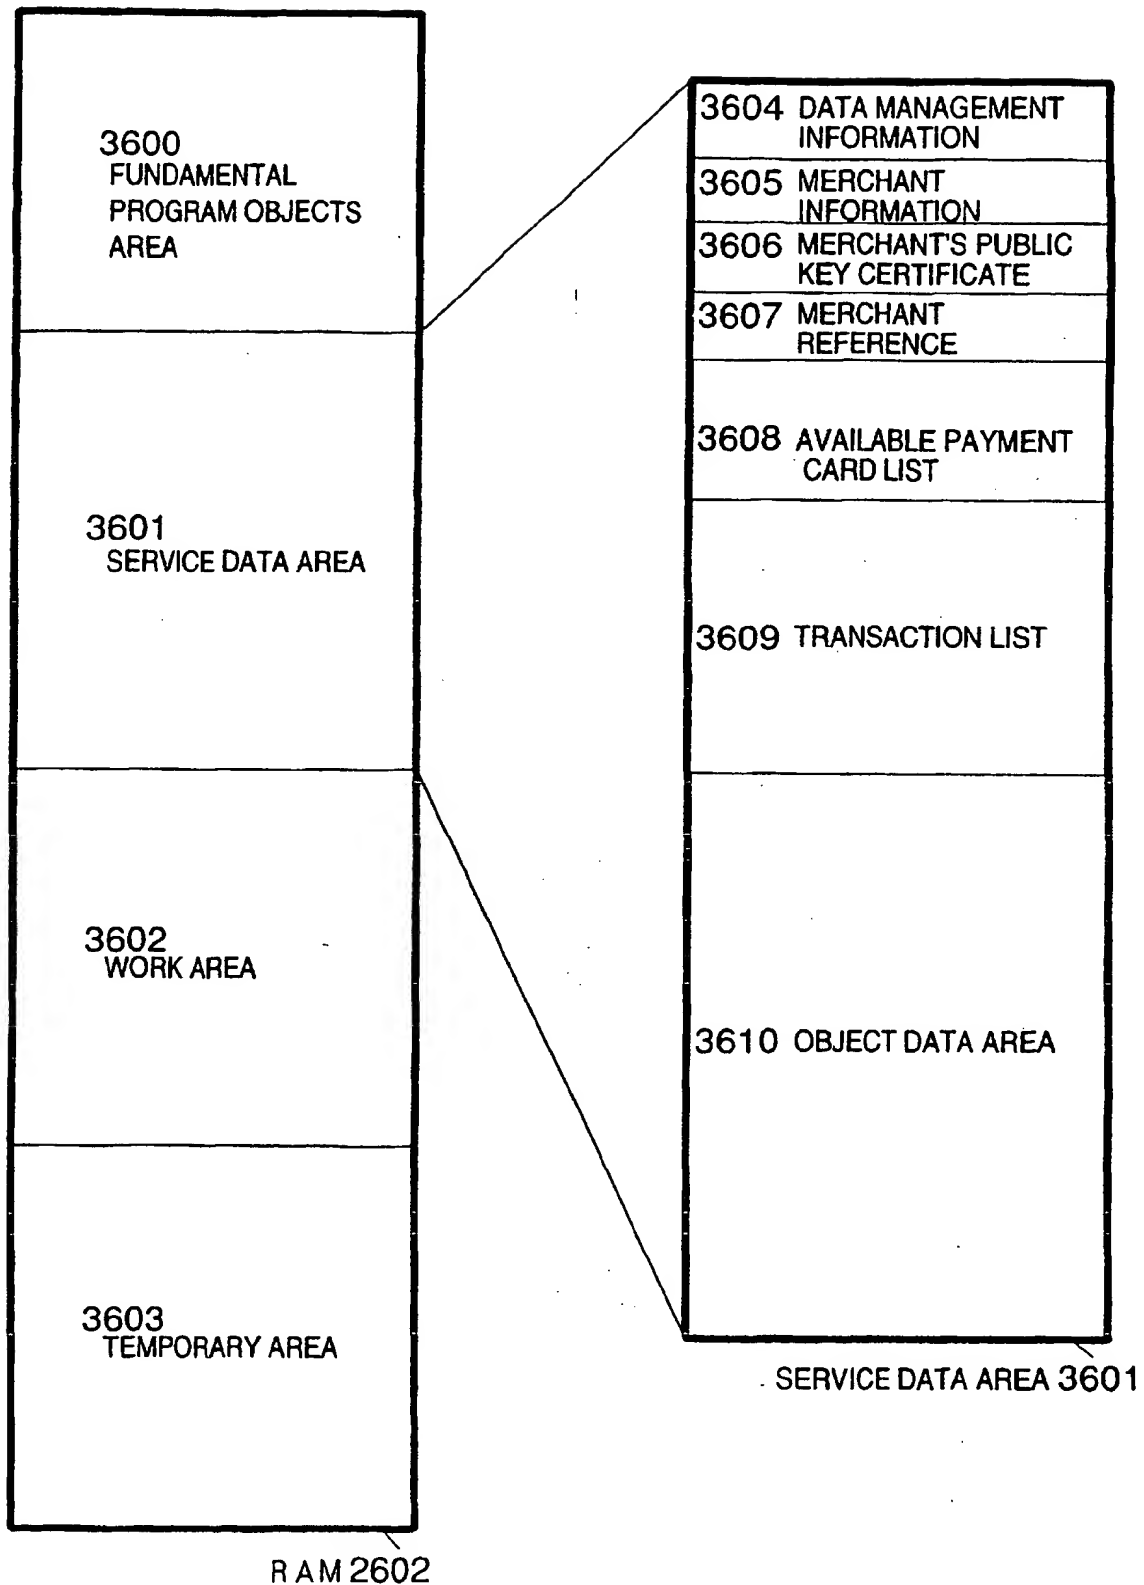 3600
FUNDAMENTAL
PROGRAM OBJECTS
AREA
3601
SERVICE DATA AREA
3602
WORK AREA
3603
TEMPORARY AREA
RAM 2602
3604 DATA MANAGEMENT
INFORMATION
3605 MERCHANT
INFORMATION
3606 MERCHANT'S PUBLIC
KEY CERTIFICATE
3607 MERCHANT
REFERENCE
3608 AVAILABLE PAYMENT
CARD LIST
3609 TRANSACTION LIST
3610 OBJECT DATA AREA
SERVICE DATA AREA 3601